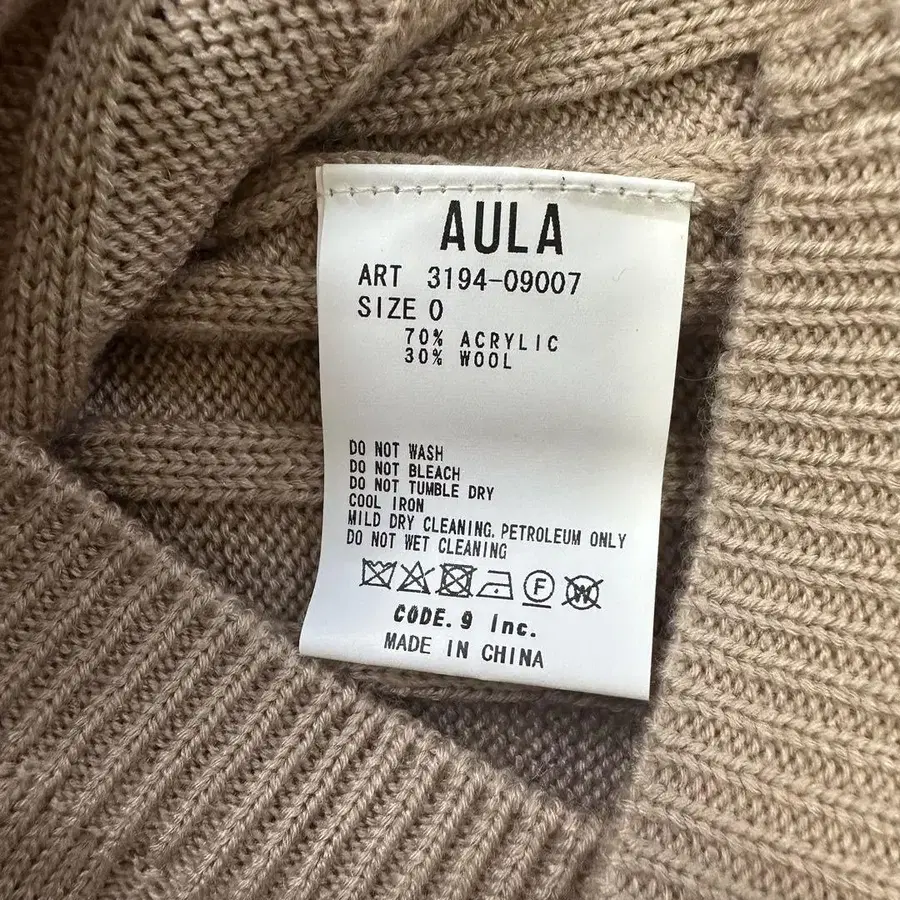 AULA
ART 3194-09007
SIZE 0
70% ACRYLIC
30% WOOL
DO NOT WASH
DO NOT BLEACH
DO NOT TUMBLE DRY
COOL IRON
MILD DRY CLEANING, PETROLEUM ONLY
DO NOT WET CLEANING
F W
CODE.9 Inc.
MADE IN CHINA